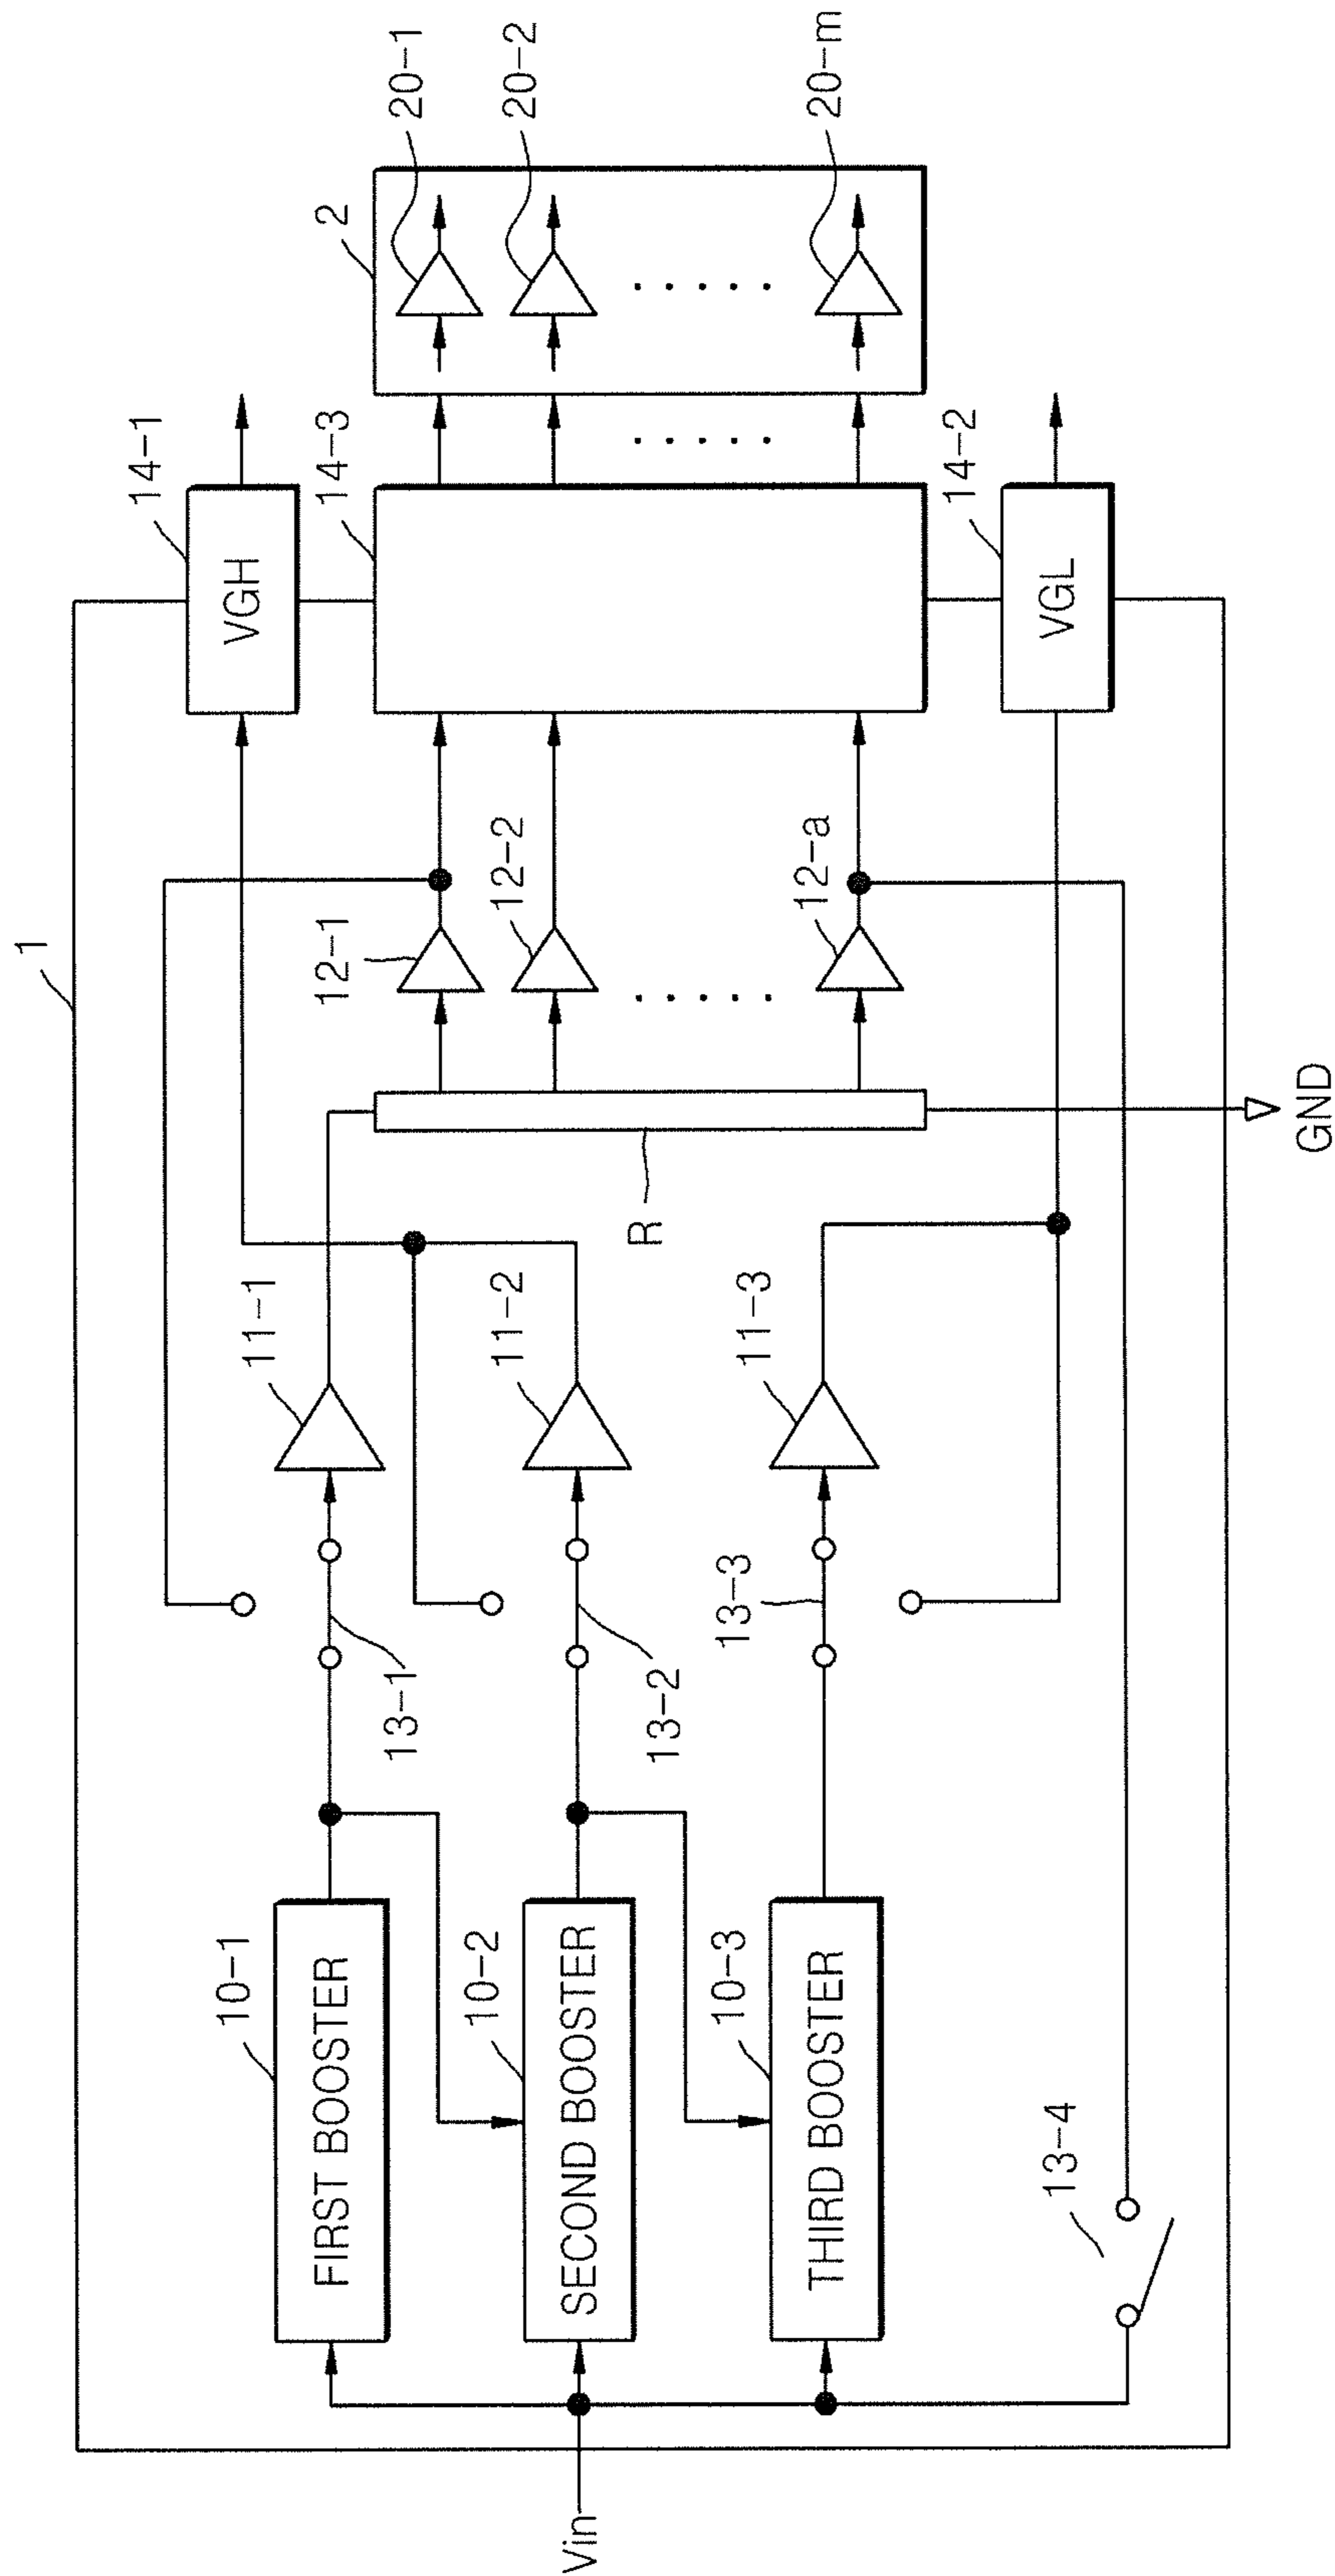 1
14-1
VGH
2
20-1
11-1
12-1
14-3
20-2
10-1
FIRST BOOSTER
13-1
12-2
R
11-2
10-2
SECOND BOOSTER
13-2
12-a
20-m
11-3
13-3
10-3
THIRD BOOSTER
14-2
VGL
13-4
Vin
GND